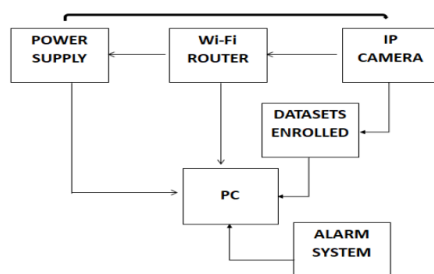 POWER
SUPPLY
Wi-Fi
ROUTER
IP
CAMERA
DATASETS
ENROLLED
PC
ALARM
SYSTEM